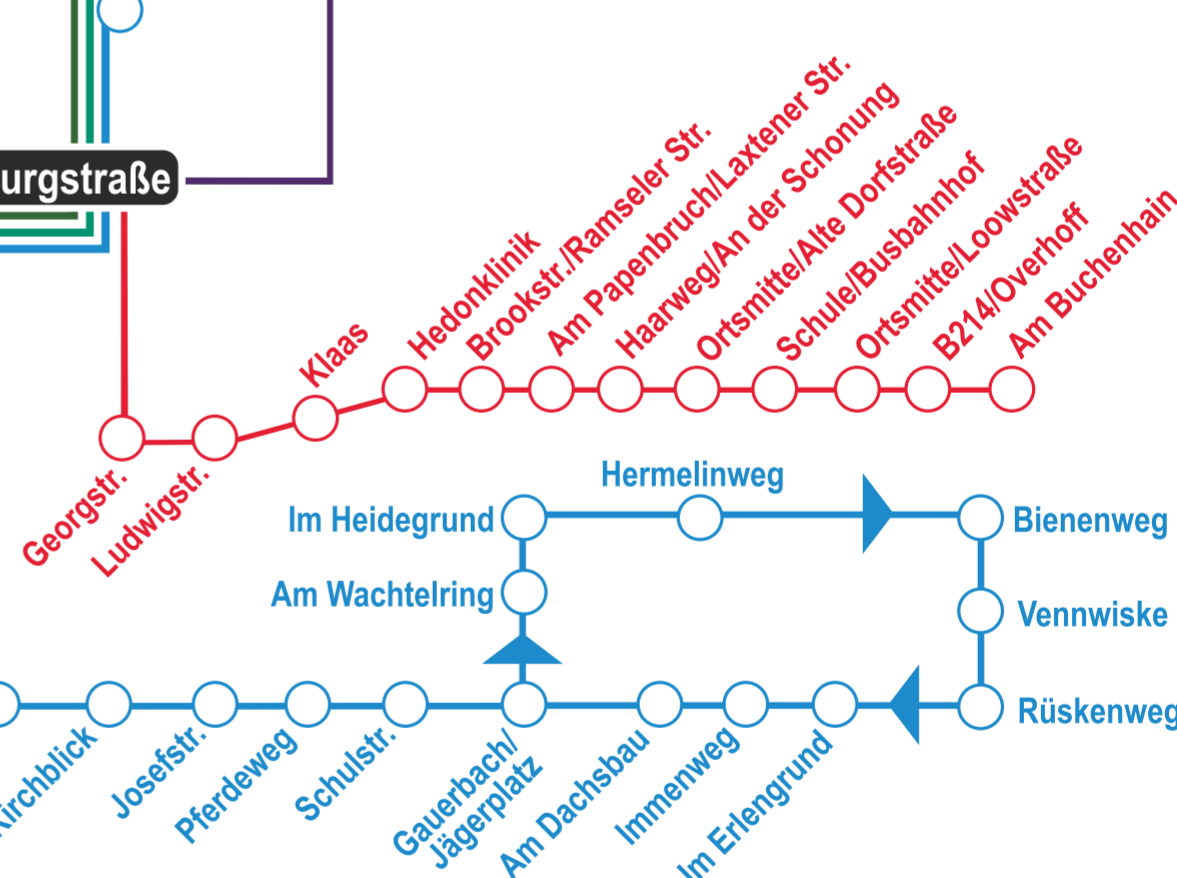 urgstraße
Georgstr.
Ludwigstr.
Klaas
Hedonklinik
Brookstr./Ramseler Str.
Am Papenbruch/Laxtener Str.
Haarweg/An der Schonung
Ortsmitte/Alte Dorfstraße
Schule/Busbahnhof
Ortsmitte/Loowstraße
B214/Overhoff
Am Buchenhain
Hermelinweg
Im Heidegrund
Bienenweg
Am Wachtelring
Vennwiske
Rüskenweg
Kirchblick
Josefstr.
Pferdeweg
Schulstr.
Gauerbach/
Jägerplatz
Am Dachsbau
Immenweg
Im Erlengrund